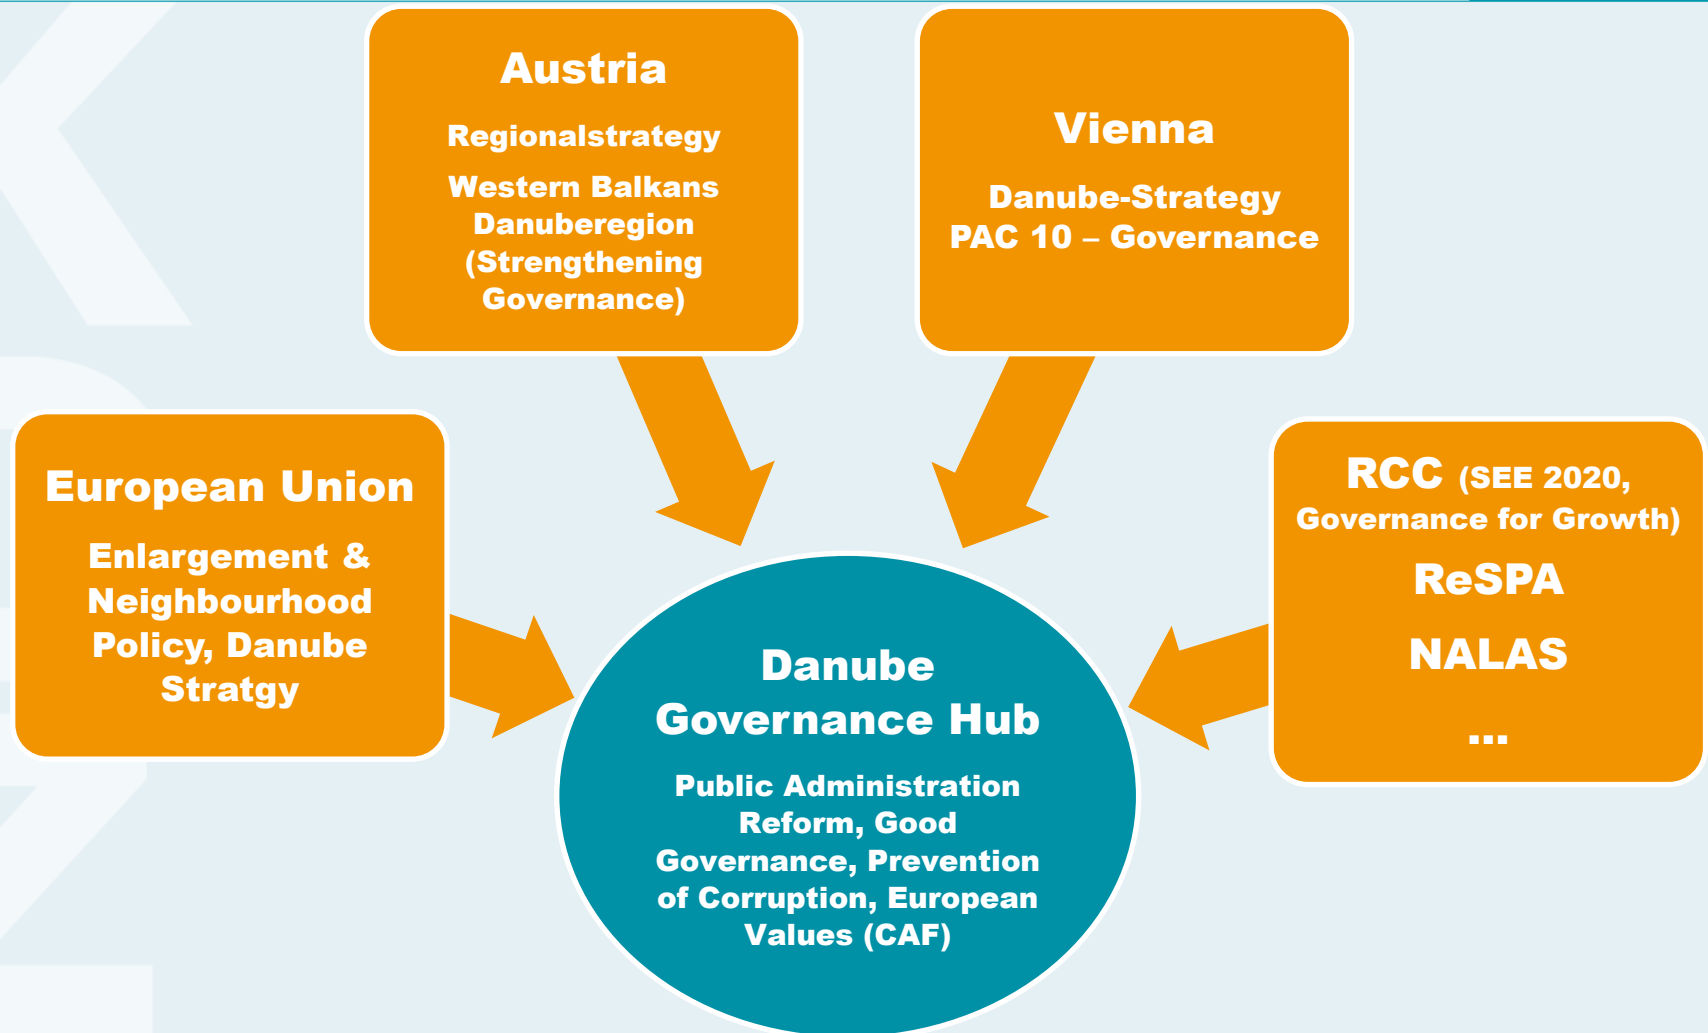 Austria
Regionalstrategy
Western Balkans
Danuberegion
(Strengthening
Governance)
Vienna
Danube-Strategy
PAC 10 – Governance
European Union
Enlargement &
Neighbourhood
Policy, Danube
Stratgy
RCC (SEE 2020,
Governance for Growth)
ReSPA
NALAS
...
Danube
Governance Hub
Public Administration
Reform, Good
Governance, Prevention
of Corruption, European
Values (CAF)